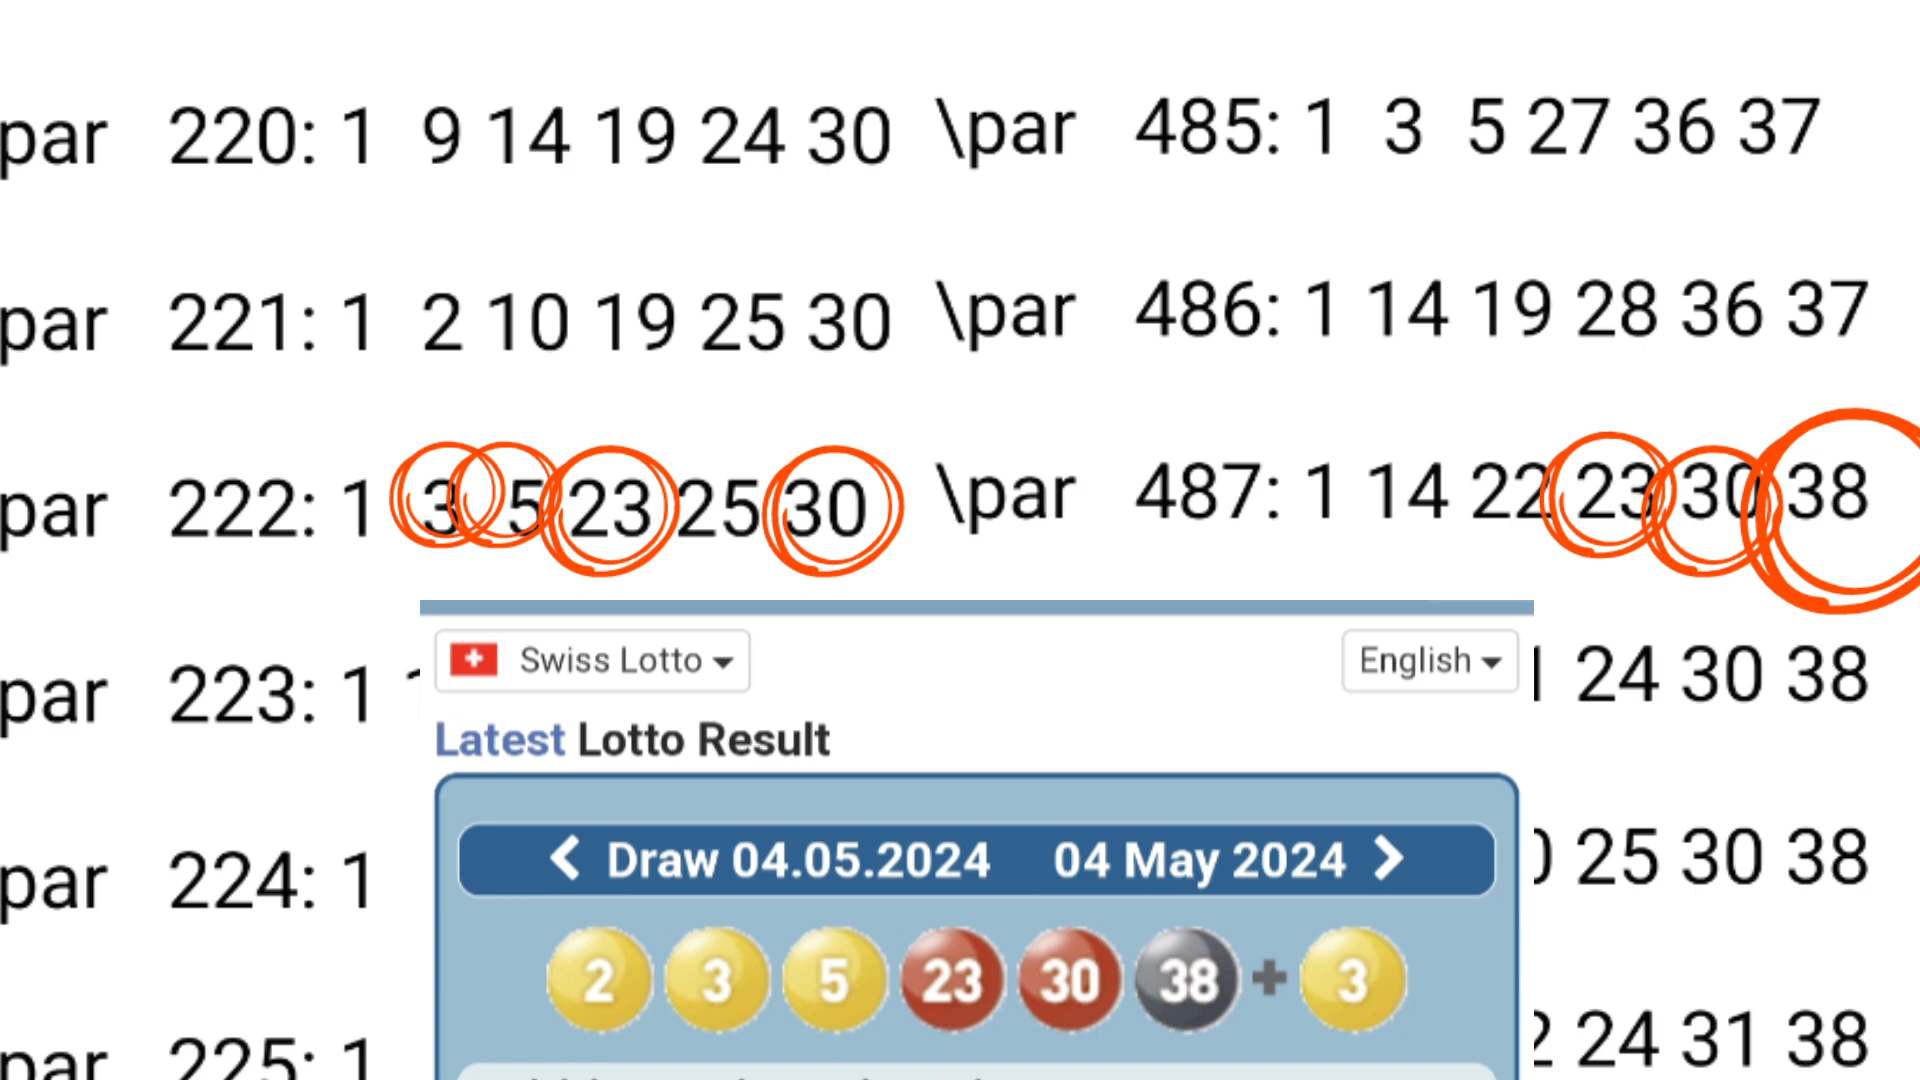 par 220: 1 9 14 19 24 30
par 221: 1 2 10 19 25 30
par 222: 1 3 5 23 25 30
par 223: 1
par 224: 1
par 225: 1
\par 485: 1 3 5 27 36 37
\par 486: 1 14 19 28 36 37
\par 487: 1 14 22 23 30 38
24 30 38
25 30 38
24 31 38
Swiss Lotto
English
Latest Lotto Result
Draw 04.05.2024 04 May 2024
2 3 5 23 30 38 + 3